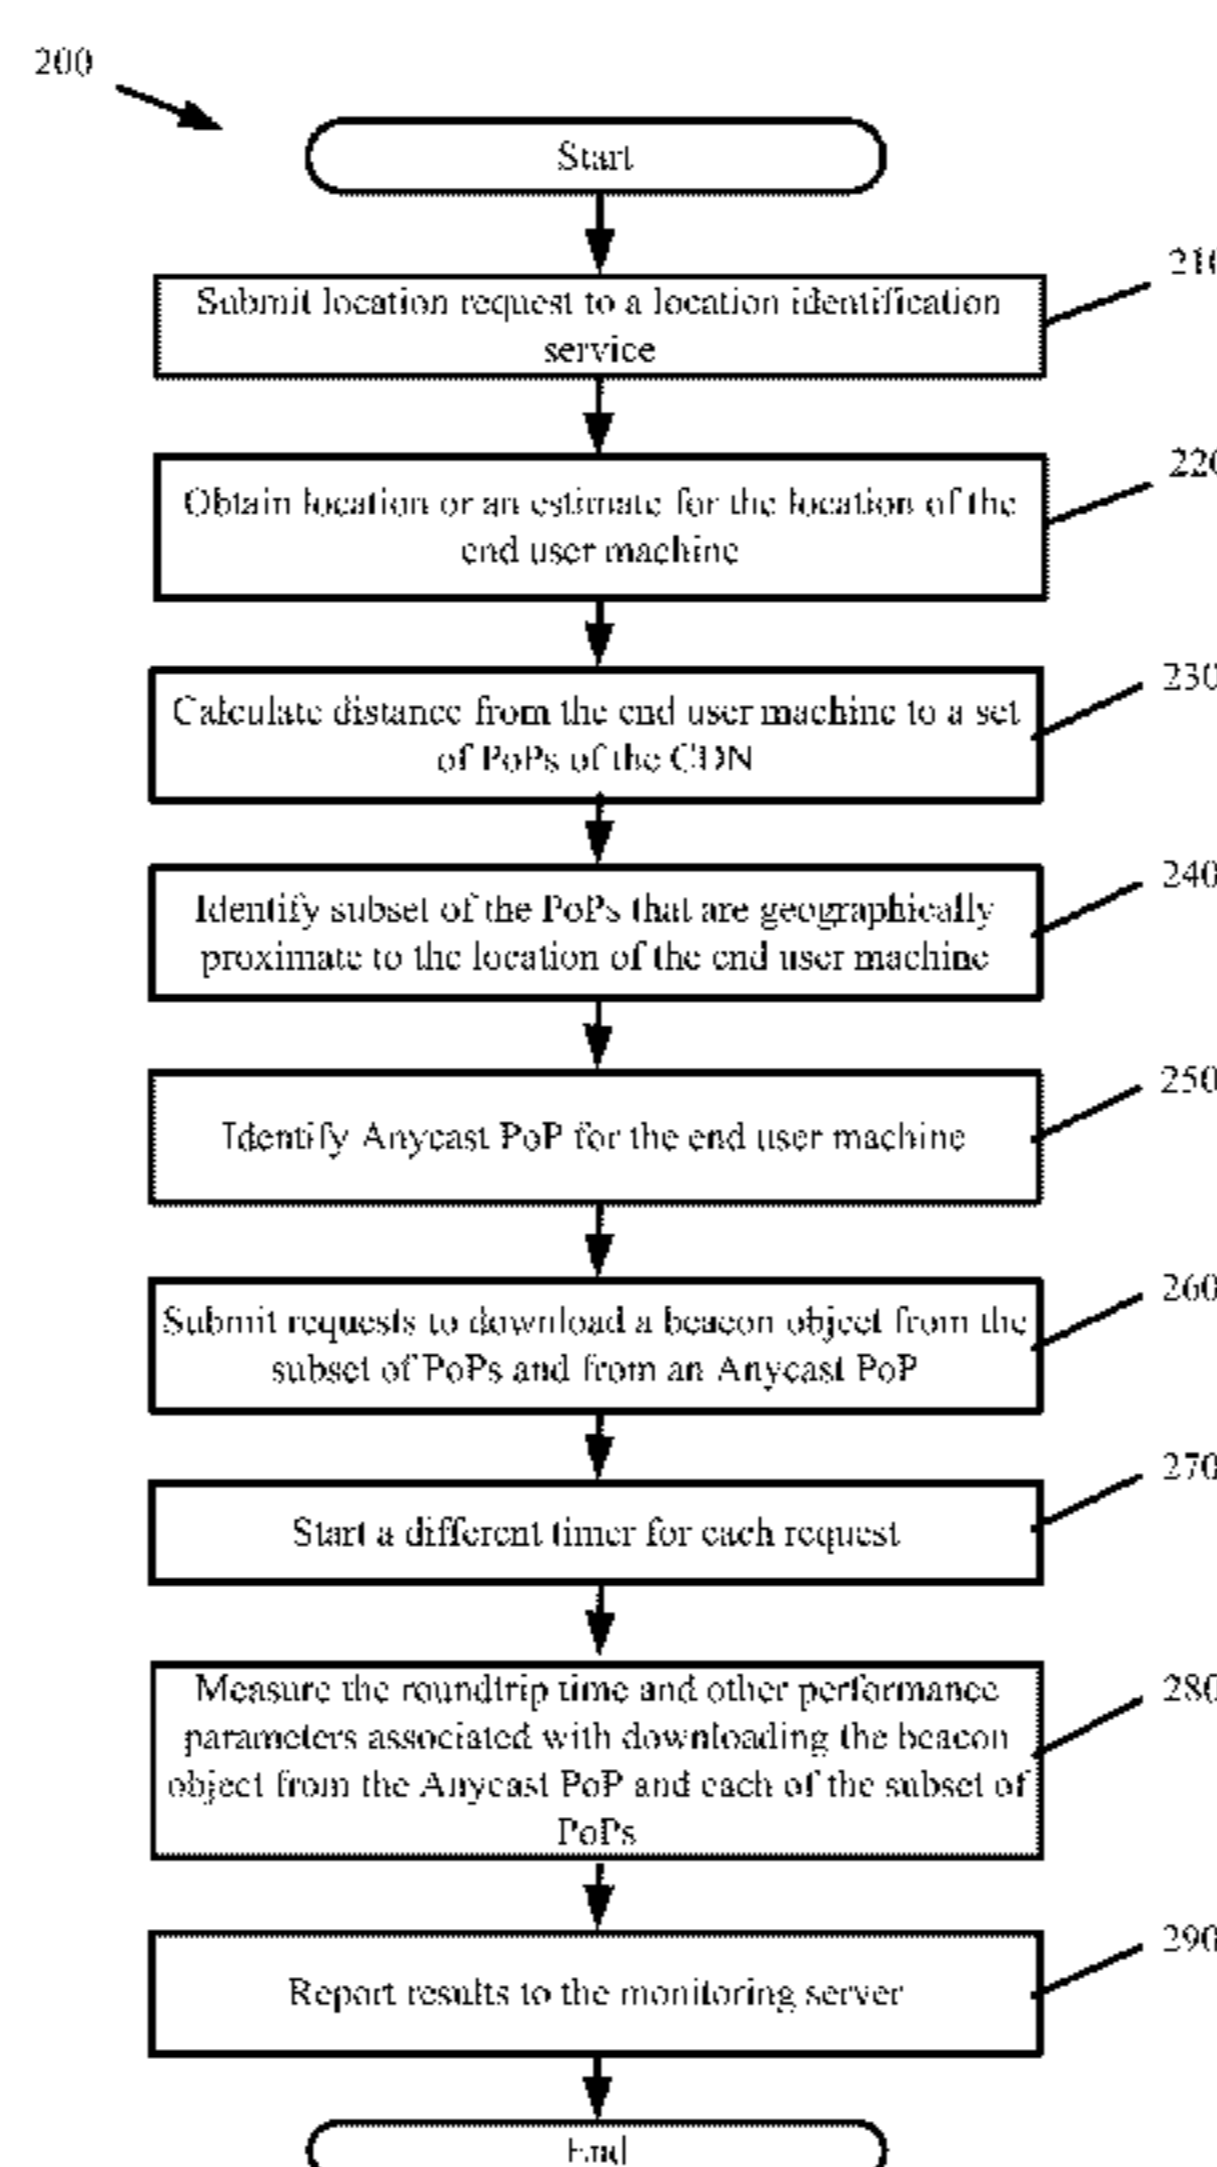 200
Start
210
Submit location request to a location identification
service
220
Obtain location or an estimate for the location of the
end user machine
230
Calculate distance from the end user machine to a set
of PoPs of the CDN
240
Identify subset of the PoPs that are geographically
proximate to the location of the end user machine
250
Identify Anycast PoP for the end user machine
260
Submit requests to download a beacon object from the
subset of PoPs and from an Anycast PoP
270
Start a different timer for each request
280
Measure the roundtrip time and other performance
parameters associated with downloading the beacon
object from the Anycast PoP and each of the subset of
PoPs
290
Report results to the monitoring server
End